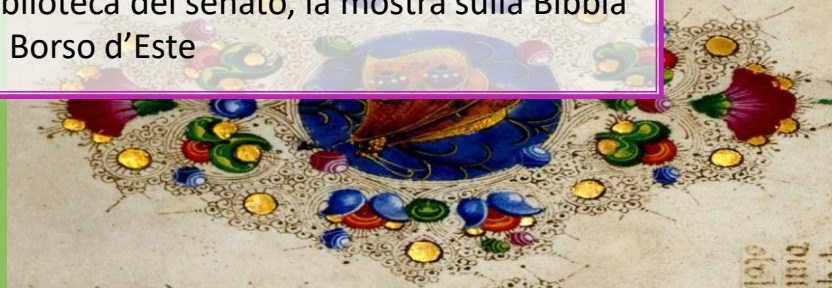 blioteca del senato, la mostra sulla Bibbia
Borso d’Este